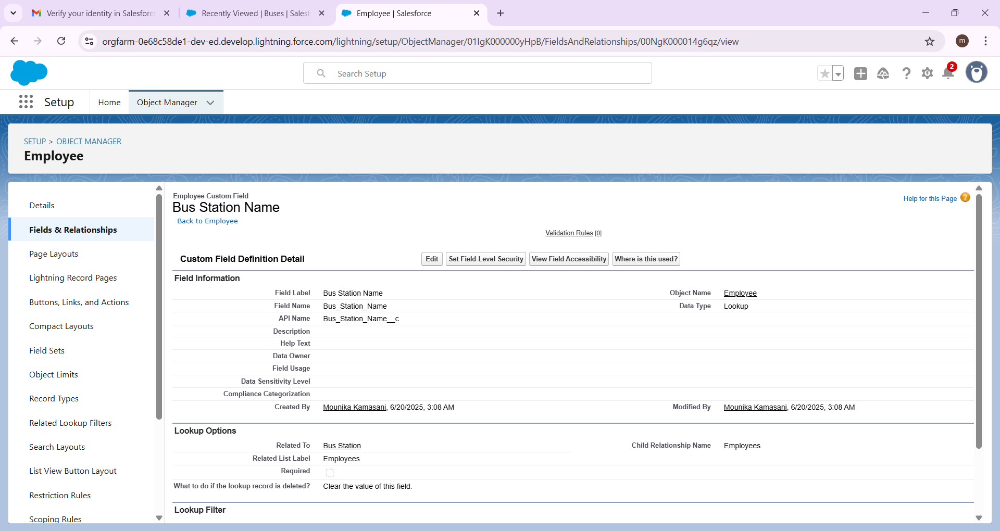 Verify your identity in Salesforce
Recently Viewed | Buses | Salesf
Employee | Salesforce
orgfarm-0e68c58de1-dev-ed.develop.lightning.force.com/lightning/setup/ObjectManager/01IgK000000yHpB/FieldsAndRelationships/00NgK000014g6qz/view
m
Search Setup
2
Setup
Home
Object Manager
SETUP > OBJECT MANAGER
Employee
Details
Fields & Relationships
Page Layouts
Lightning Record Pages
Buttons, Links, and Actions
Compact Layouts
Field Sets
Object Limits
Record Types
Related Lookup Filters
Search Layouts
List View Button Layout
Restriction Rules
Scoping Rules
Employee Custom Field
Bus Station Name
Back to Employee
Help for this Page ?
Validation Rules [0]
Custom Field Definition Detail
Edit
Set Field-Level Security
View Field Accessibility
Where is this used?
Field Information
Field Label Bus Station Name Object Name Employee
Field Name Bus_Station_Name Data Type Lookup
API Name Bus_Station_Name__c
Description
Help Text
Data Owner
Field Usage
Data Sensitivity Level
Compliance Categorization
Created By Mounika Kamasani, 6/20/2025, 3:08 AM Modified By Mounika Kamasani, 6/20/2025, 3:08 AM
Lookup Options
Related To Bus Station Child Relationship Name Employees
Related List Label Employees
Required
What to do if the lookup record is deleted? Clear the value of this field.
Lookup Filter